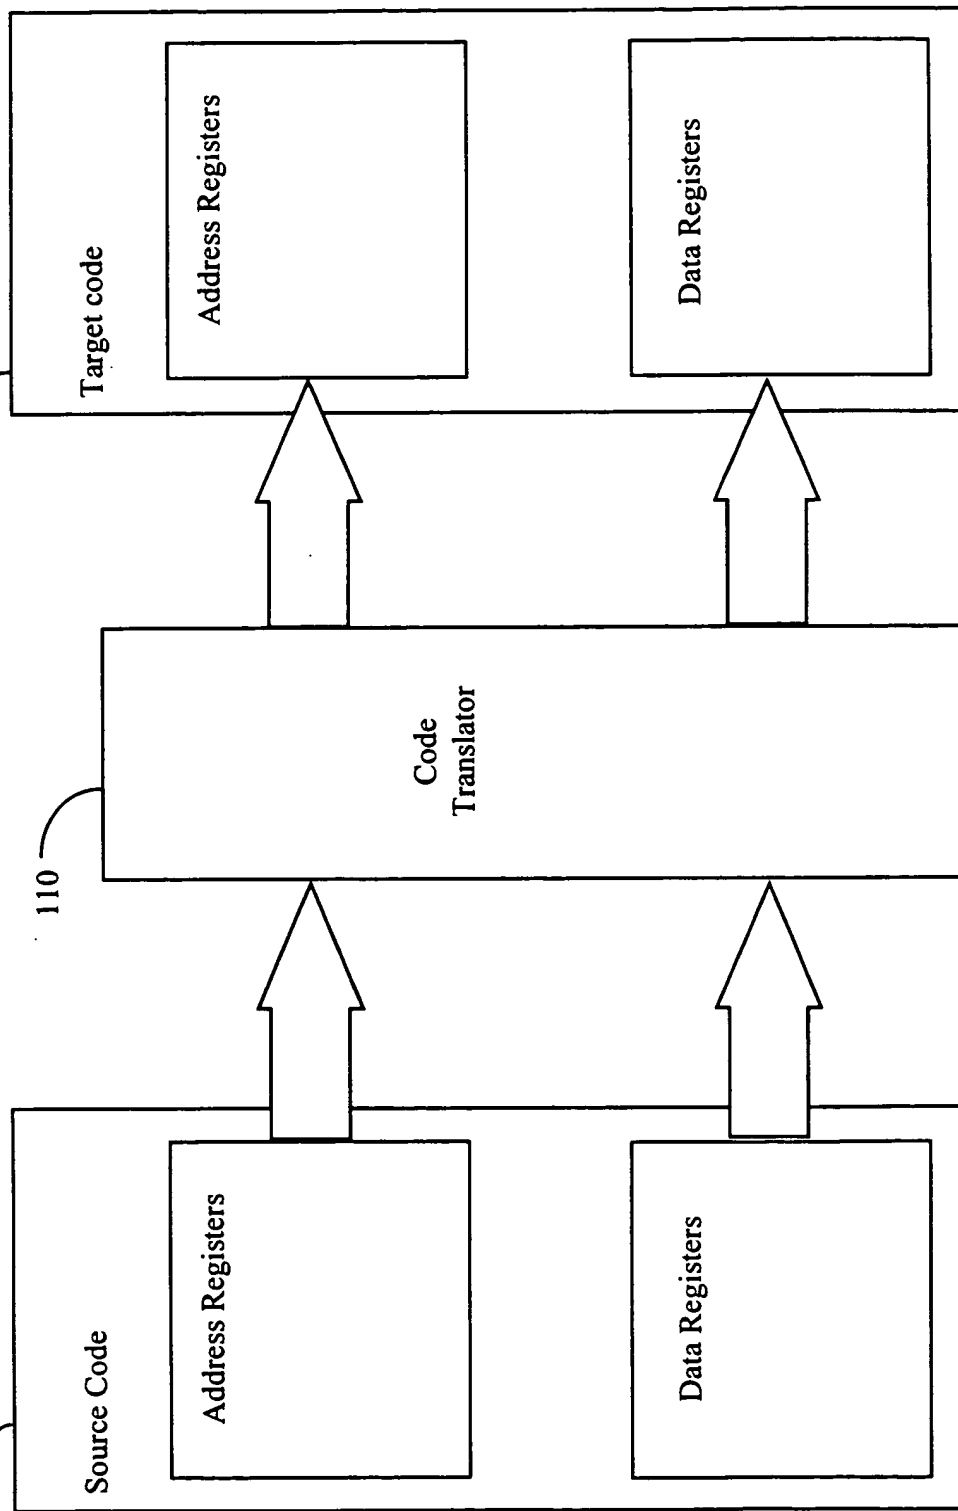 Source Code
Address Registers
Data Registers
110
Code
Translator
Target code
Address Registers
Data Registers